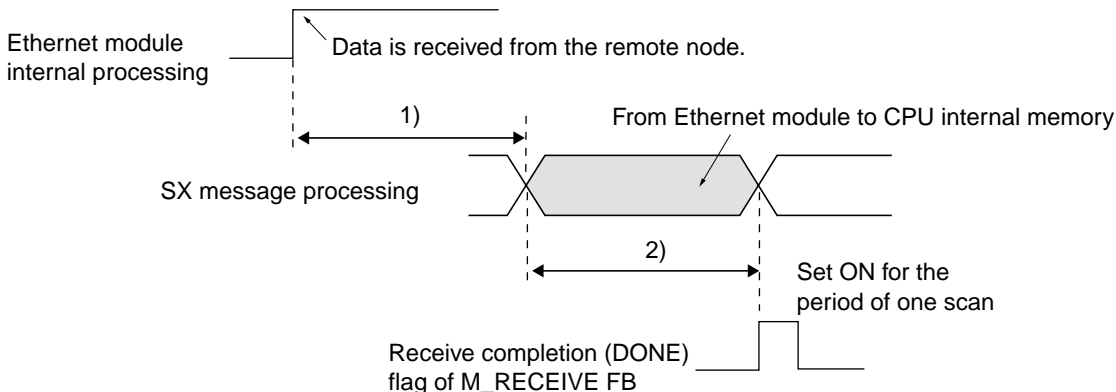 Ethernet module
internal processing
Data is received from the remote node.
1)
From Ethernet module to CPU internal memory
SX message processing
2)
Set ON for the
period of one scan
Receive completion (DONE)
flag of M_RECEIVE FB